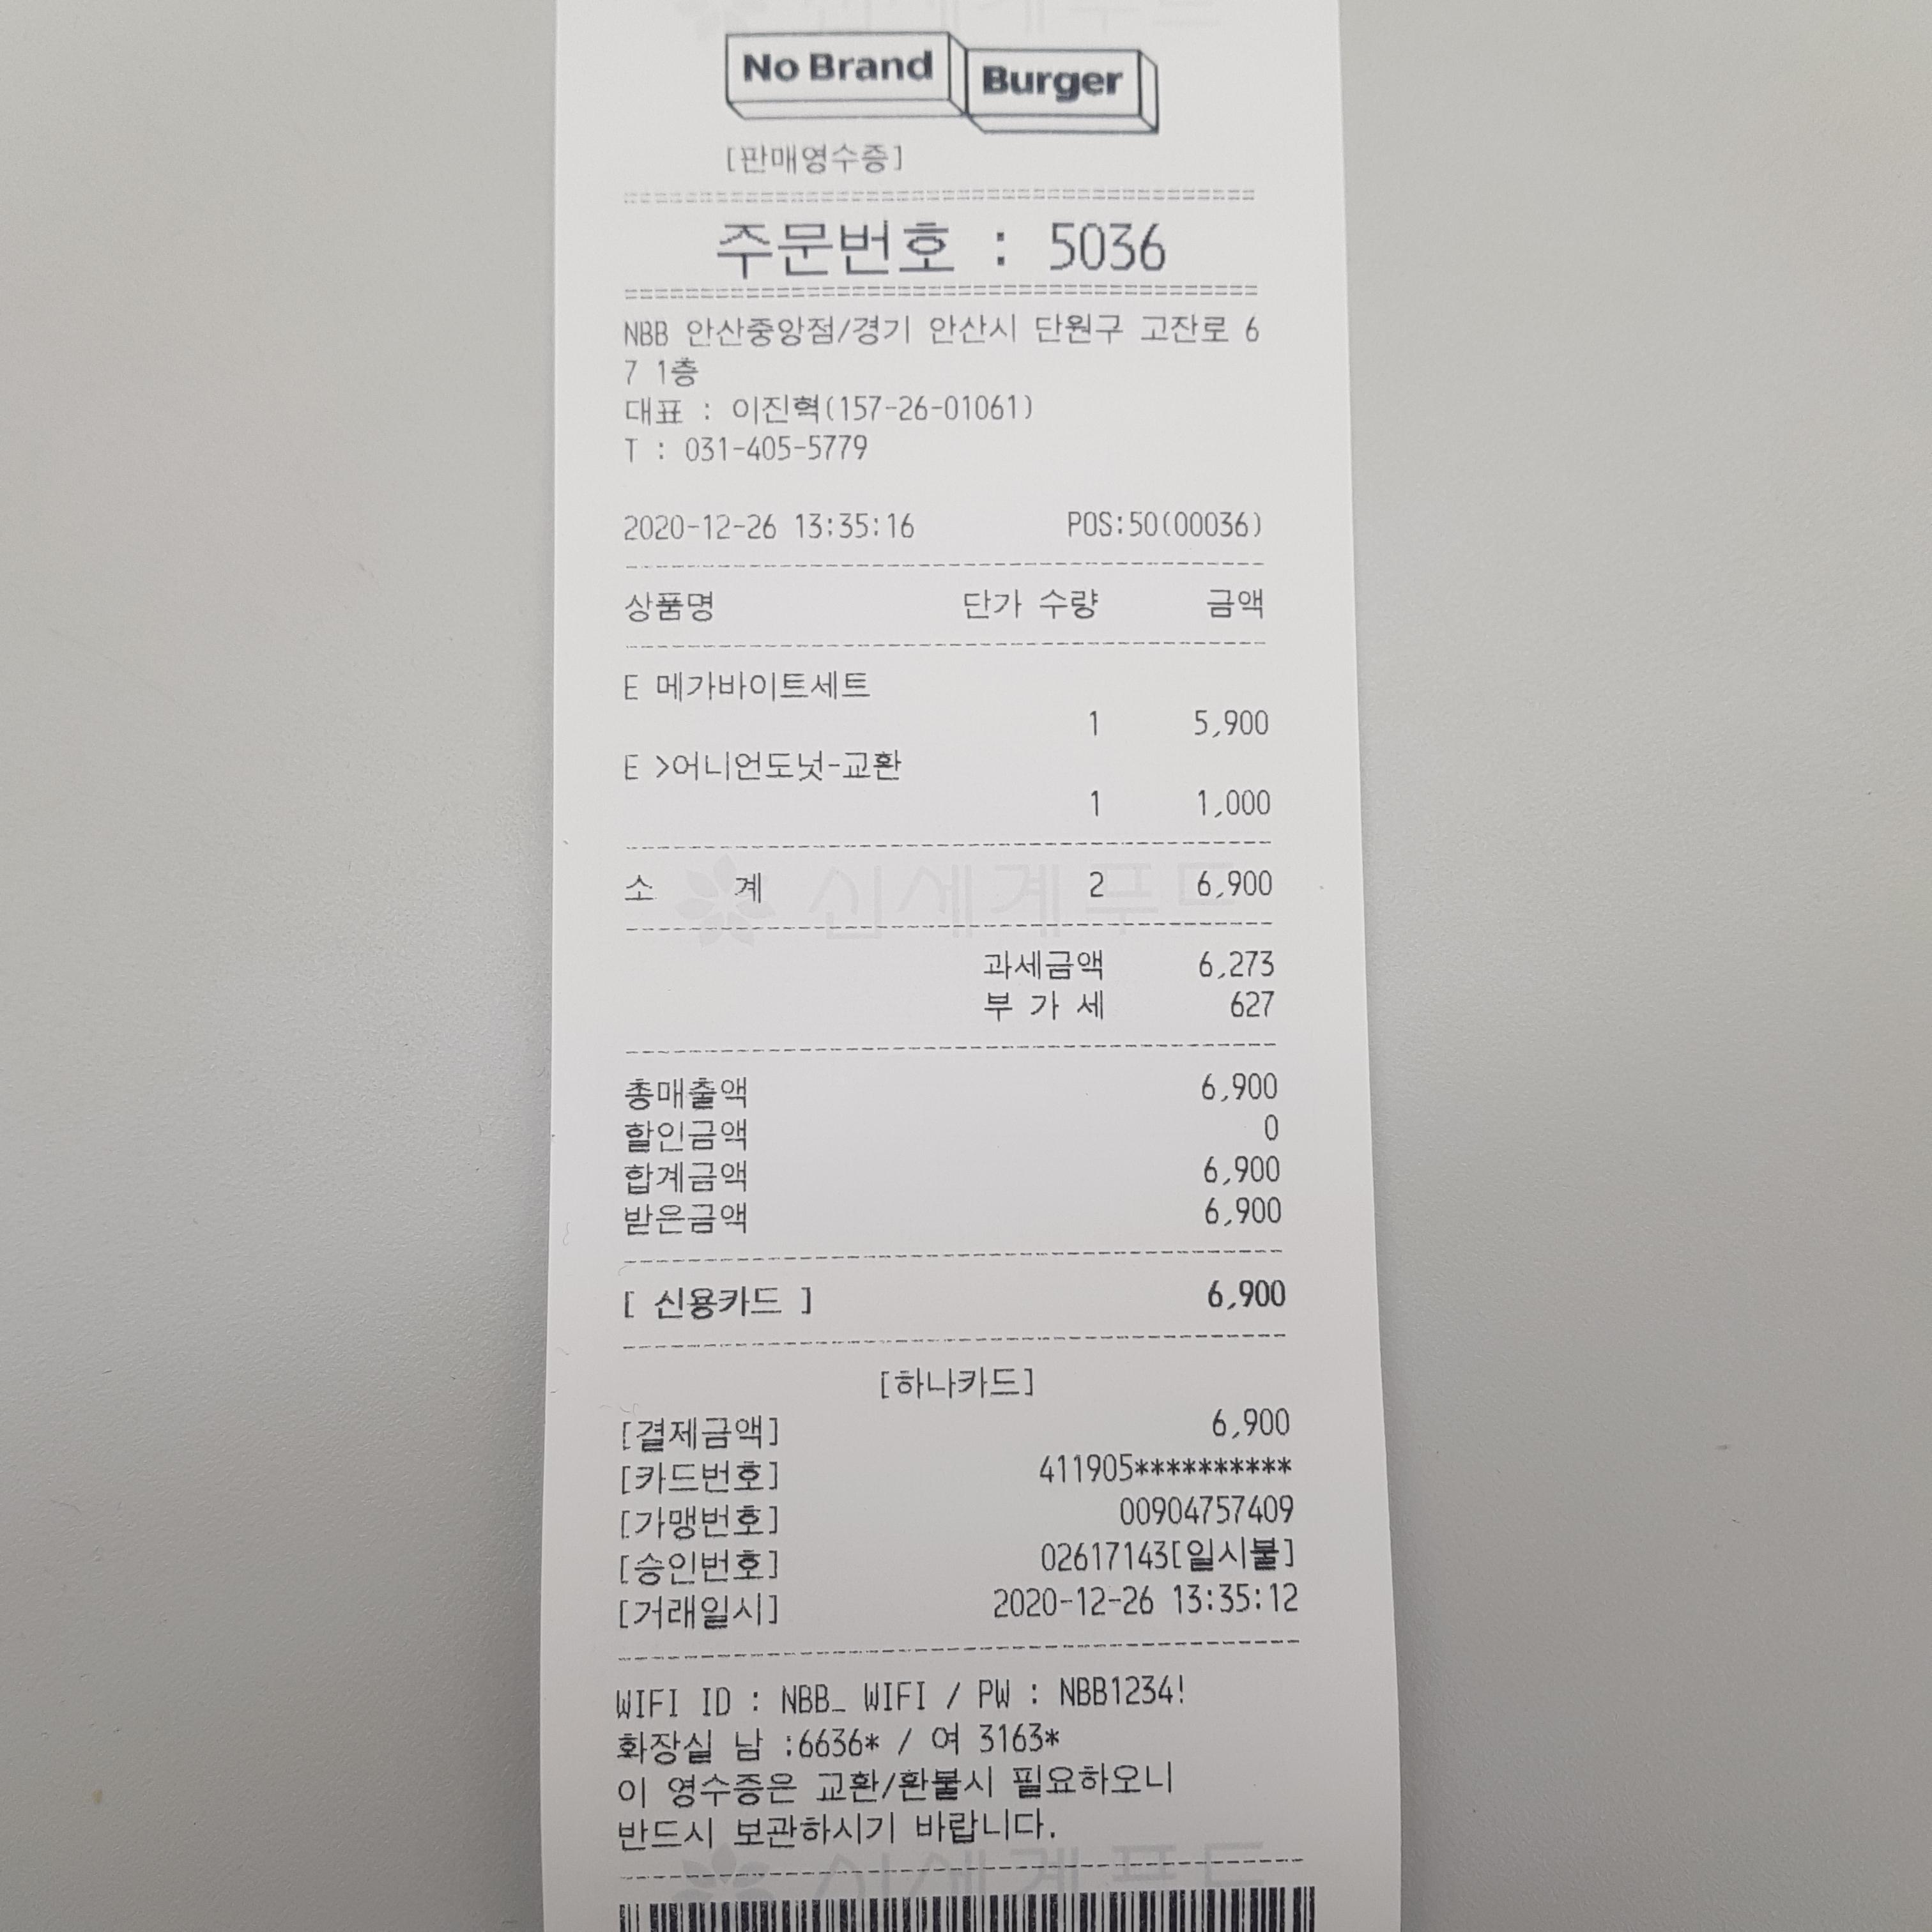 No Brand Burger
[판매영수증]
========================================
주문번호 : 5036
========================================
NBB 안산중앙점/경기 안산시 단원구 고잔로 6
7 1층
대표 : 이진혁(157-26-01061)
T : 031-405-5779
2020-12-26 13:35:16 POS:50(00036)
상품명 단가 수량 금액
E 메가바이트세트
1 5,900
E >어니언도넛-교환
1 1,000
소 계 2 6,900
신세계푸드
과세금액 6,273
부 가 세 627
총매출액 6,900
할인금액 0
합계금액 6,900
받은금액 6,900
[ 신용카드 ] 6,900
[하나카드]
[결제금액] 6,900
[카드번호] 411905**********
[가맹번호] 00904757409
[승인번호] 02617143[일시불]
[거래일시] 2020-12-26 13:35:12
WIFI ID : NBB_ WIFI / PW : NBB1234!
화장실 남 :6636* / 여 3163*
이 영수증은 교환/환불시 필요하오니
반드시 보관하시기 바랍니다.
신세계푸드